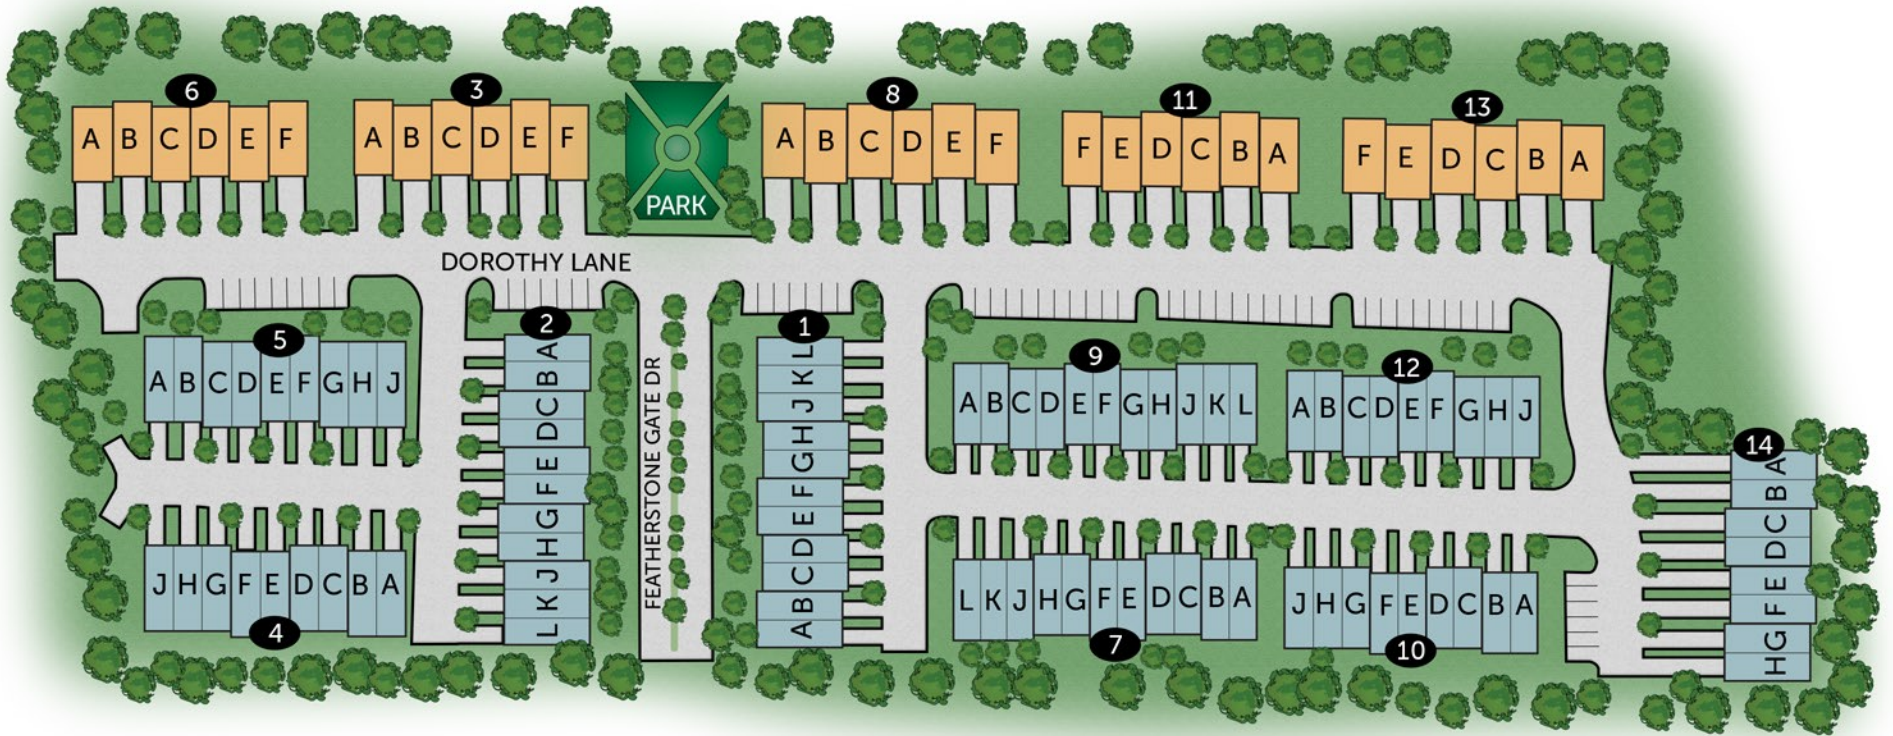 6
A B C D E F
3
A B C D E F
PARK
8
A B C D E F
11
F E D C B A
13
F E D C B A
DOROTHY LANE
5
A B C D E F G H J
2
A B C D E F G H J K L
FEATHERSTONE GATE DR
1
L K J H G F E D C B A
9
A B C D E F G H J K L
12
A B C D E F G H J
14
A B C D E F G H
J H G F E D C B A
4
L K J H G F E D C B A
7
J H G F E D C B A
10